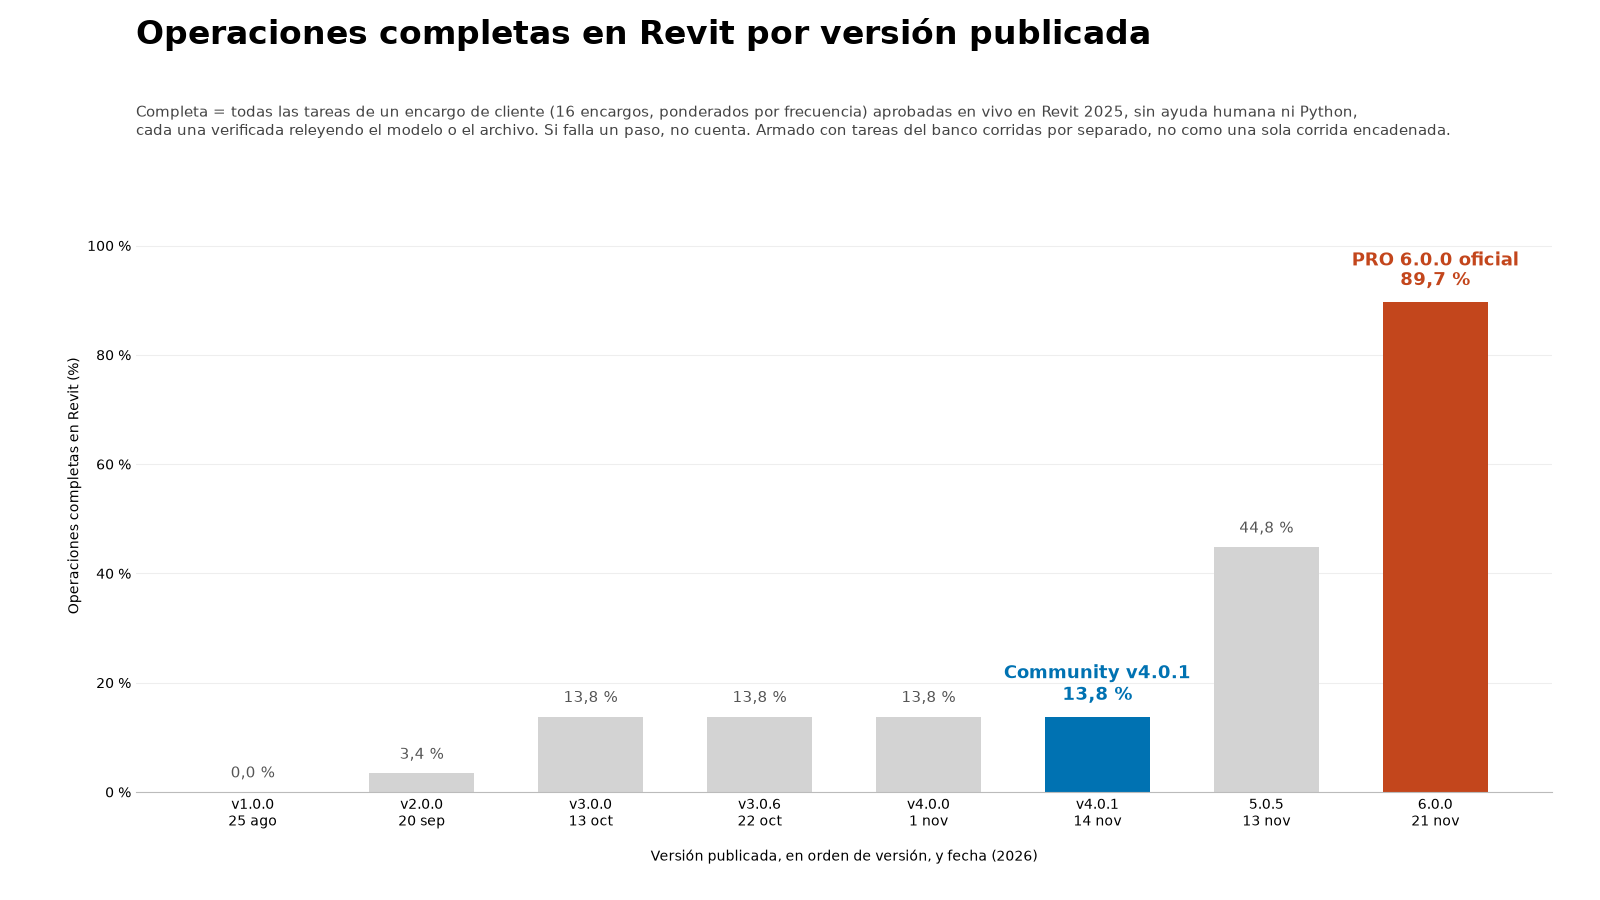 Operaciones completas en Revit por versión publicada
Completa = todas las tareas de un encargo de cliente (16 encargos, ponderados por frecuencia) aprobadas en vivo en Revit 2025, sin ayuda humana ni Python,
cada una verificada releyendo el modelo o el archivo. Si falla un paso, no cuenta. Armado con tareas del banco corridas por separado, no como una sola corrida encadenada.
Operaciones completas en Revit (%)
100 %
80 %
60 %
40 %
20 %
0 %
0,0 %
3,4 %
13,8 %
13,8 %
13,8 %
Community v4.0.1
13,8 %
44,8 %
PRO 6.0.0 oficial
89,7 %
v1.0.0
25 ago
v2.0.0
20 sep
v3.0.0
13 oct
v3.0.6
22 oct
v4.0.0
1 nov
v4.0.1
14 nov
5.0.5
13 nov
6.0.0
21 nov
Versión publicada, en orden de versión, y fecha (2026)